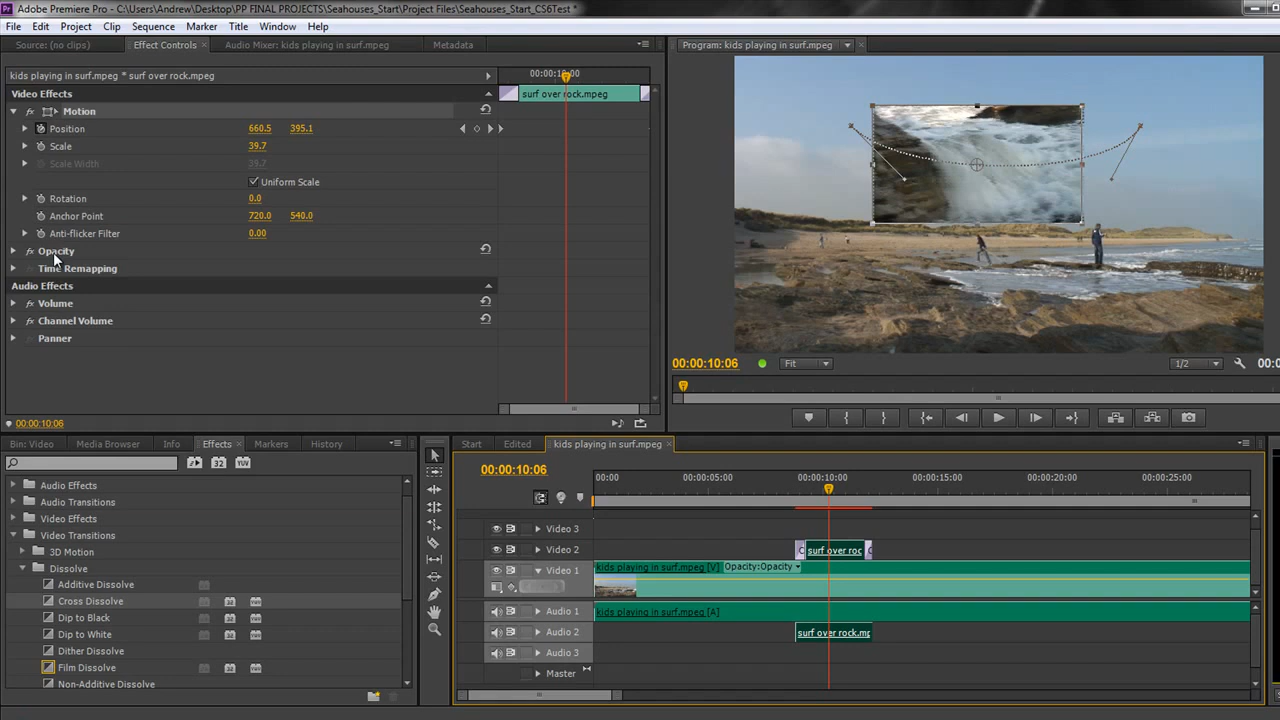 Adobe Premiere Pro - C:\Users\Andrew\Desktop\PP FINAL PROJECTS\Seahouses_Start\Project Files\Seahouses_Start_CS6Test *
File Edit Project Clip Sequence Marker Title Window Help
Source: (no clips) Effect Controls Audio Mixer: kids playing in surf.mpeg Metadata
Program: kids playing in surf.mpeg
kids playing in surf.mpeg * surf over rock.mpeg
00:00:10:00
Video Effects
surf over rock.mpeg
fx Motion
Position 660.5 395.1
Scale 39.7
Scale Width 39.7
Uniform Scale
Rotation 0.0
Anchor Point 720.0 540.0
Anti-flicker Filter 0.00
fx Opacity
Time Remapping
Audio Effects
fx Volume
fx Channel Volume
Panner
00:00:10:06
00:00:10:06 Fit 1/2 00:0
Bin: Video Media Browser Info Effects Markers History
32 YUV
Audio Effects
Audio Transitions
Video Effects
Video Transitions
3D Motion
Dissolve
Additive Dissolve
Cross Dissolve
Dip to Black
Dip to White
Dither Dissolve
Film Dissolve
Non-Additive Dissolve
Start Edited kids playing in surf.mpeg
00:00:10:06
00:00 00:00:05:00 00:00:10:00 00:00:15:00 00:00:20:00 00:00:25:00
Video 3
Video 2 surf over roc
Video 1 kids playing in surf.mpeg [V] Opacity:Opacity
Audio 1 kids playing in surf.mpeg [A]
Audio 2 surf over rock.mp
Audio 3
Master